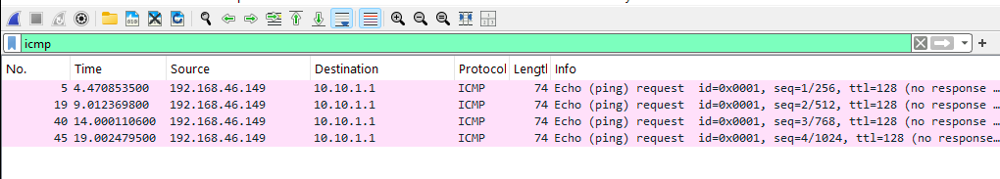 icmp
No. Time Source Destination Protocol Lengtl Info
5 4.470853500 192.168.46.149 10.10.1.1 ICMP 74 Echo (ping) request id=0x0001, seq=1/256, ttl=128 (no response …
19 9.012369800 192.168.46.149 10.10.1.1 ICMP 74 Echo (ping) request id=0x0001, seq=2/512, ttl=128 (no response …
40 14.000110600 192.168.46.149 10.10.1.1 ICMP 74 Echo (ping) request id=0x0001, seq=3/768, ttl=128 (no response …
45 19.002479500 192.168.46.149 10.10.1.1 ICMP 74 Echo (ping) request id=0x0001, seq=4/1024, ttl=128 (no respons…